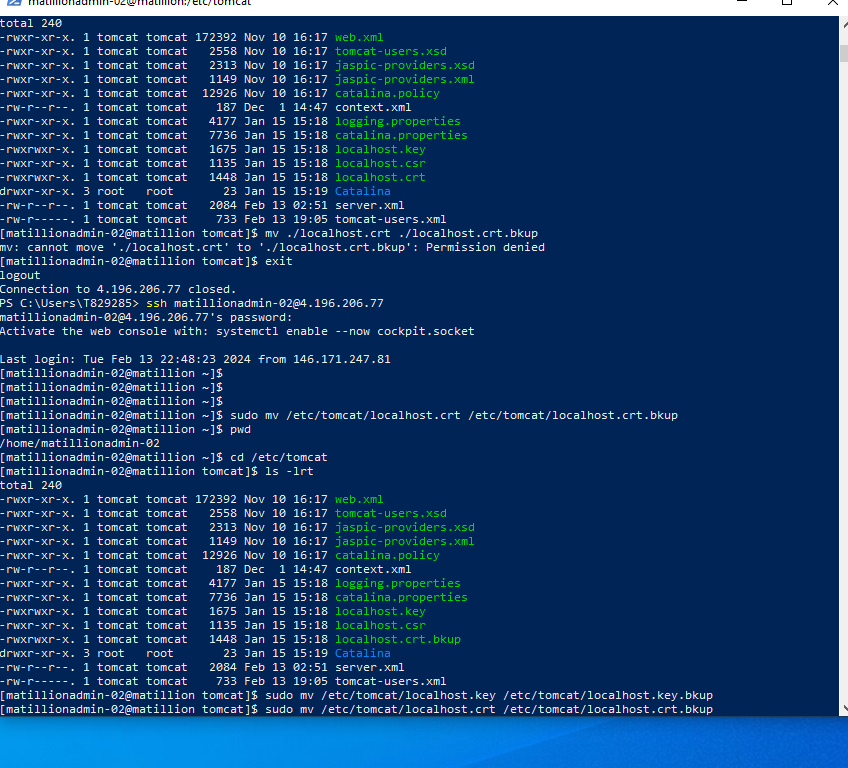 matillionadmin-02@matillion:/etc/tomcat
total 240
-rwxr-xr-x. 1 tomcat tomcat 172392 Nov 10 16:17 web.xml
-rwxr-xr-x. 1 tomcat tomcat   2558 Nov 10 16:17 tomcat-users.xsd
-rwxr-xr-x. 1 tomcat tomcat   2313 Nov 10 16:17 jaspic-providers.xsd
-rwxr-xr-x. 1 tomcat tomcat   1149 Nov 10 16:17 jaspic-providers.xml
-rwxr-xr-x. 1 tomcat tomcat  12926 Nov 10 16:17 catalina.policy
-rw-r--r--. 1 tomcat tomcat    187 Dec  1 14:47 context.xml
-rwxr-xr-x. 1 tomcat tomcat   4177 Jan 15 15:18 logging.properties
-rwxr-xr-x. 1 tomcat tomcat   7736 Jan 15 15:18 catalina.properties
-rwxrwxr-x. 1 tomcat tomcat   1675 Jan 15 15:18 localhost.key
-rwxr-xr-x. 1 tomcat tomcat   1135 Jan 15 15:18 localhost.csr
-rwxrwxr-x. 1 tomcat tomcat   1448 Jan 15 15:18 localhost.crt
drwxr-xr-x. 3 root   root       23 Jan 15 15:19 Catalina
-rw-r--r--. 1 tomcat tomcat   2084 Feb 13 02:51 server.xml
-rw-r-----. 1 tomcat tomcat    733 Feb 13 19:05 tomcat-users.xml
[matillionadmin-02@matillion tomcat]$ mv ./localhost.crt ./localhost.crt.bkup
mv: cannot move './localhost.crt' to './localhost.crt.bkup': Permission denied
[matillionadmin-02@matillion tomcat]$ exit
logout
Connection to 4.196.206.77 closed.
PS C:\Users\T829285> ssh matillionadmin-02@4.196.206.77
matillionadmin-02@4.196.206.77's password:
Activate the web console with: systemctl enable --now cockpit.socket
Last login: Tue Feb 13 22:48:23 2024 from 146.171.247.81
[matillionadmin-02@matillion ~]$
[matillionadmin-02@matillion ~]$
[matillionadmin-02@matillion ~]$
[matillionadmin-02@matillion ~]$ sudo mv /etc/tomcat/localhost.crt /etc/tomcat/localhost.crt.bkup
[matillionadmin-02@matillion ~]$ pwd
/home/matillionadmin-02
[matillionadmin-02@matillion ~]$ cd /etc/tomcat
[matillionadmin-02@matillion tomcat]$ ls -lrt
total 240
-rwxr-xr-x. 1 tomcat tomcat 172392 Nov 10 16:17 web.xml
-rwxr-xr-x. 1 tomcat tomcat   2558 Nov 10 16:17 tomcat-users.xsd
-rwxr-xr-x. 1 tomcat tomcat   2313 Nov 10 16:17 jaspic-providers.xsd
-rwxr-xr-x. 1 tomcat tomcat   1149 Nov 10 16:17 jaspic-providers.xml
-rwxr-xr-x. 1 tomcat tomcat  12926 Nov 10 16:17 catalina.policy
-rw-r--r--. 1 tomcat tomcat    187 Dec  1 14:47 context.xml
-rwxr-xr-x. 1 tomcat tomcat   4177 Jan 15 15:18 logging.properties
-rwxr-xr-x. 1 tomcat tomcat   7736 Jan 15 15:18 catalina.properties
-rwxrwxr-x. 1 tomcat tomcat   1675 Jan 15 15:18 localhost.key
-rwxr-xr-x. 1 tomcat tomcat   1135 Jan 15 15:18 localhost.csr
-rwxrwxr-x. 1 tomcat tomcat   1448 Jan 15 15:18 localhost.crt.bkup
drwxr-xr-x. 3 root   root       23 Jan 15 15:19 Catalina
-rw-r--r--. 1 tomcat tomcat   2084 Feb 13 02:51 server.xml
-rw-r-----. 1 tomcat tomcat    733 Feb 13 19:05 tomcat-users.xml
[matillionadmin-02@matillion tomcat]$ sudo mv /etc/tomcat/localhost.key /etc/tomcat/localhost.key.bkup
[matillionadmin-02@matillion tomcat]$ sudo mv /etc/tomcat/localhost.crt /etc/tomcat/localhost.crt.bkup